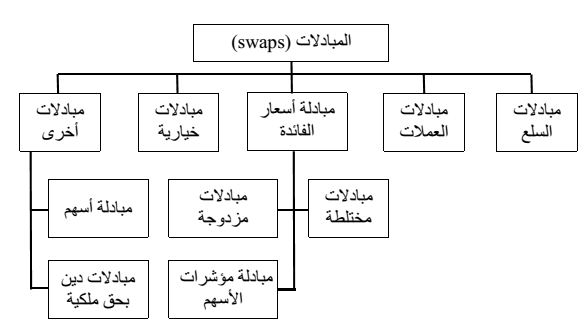 المبادلات (swaps)
مبادلات
السلع
مبادلات
العملات
مبادلة أسعار
الفائدة
مبادلات
خيارية
مبادلات
أخرى
مبادلات
مختلطة
مبادلات
مزدوجة
مبادلة أسهم
مبادلة مؤشرات
الأسهم
مبادلات دين
بحق ملكية